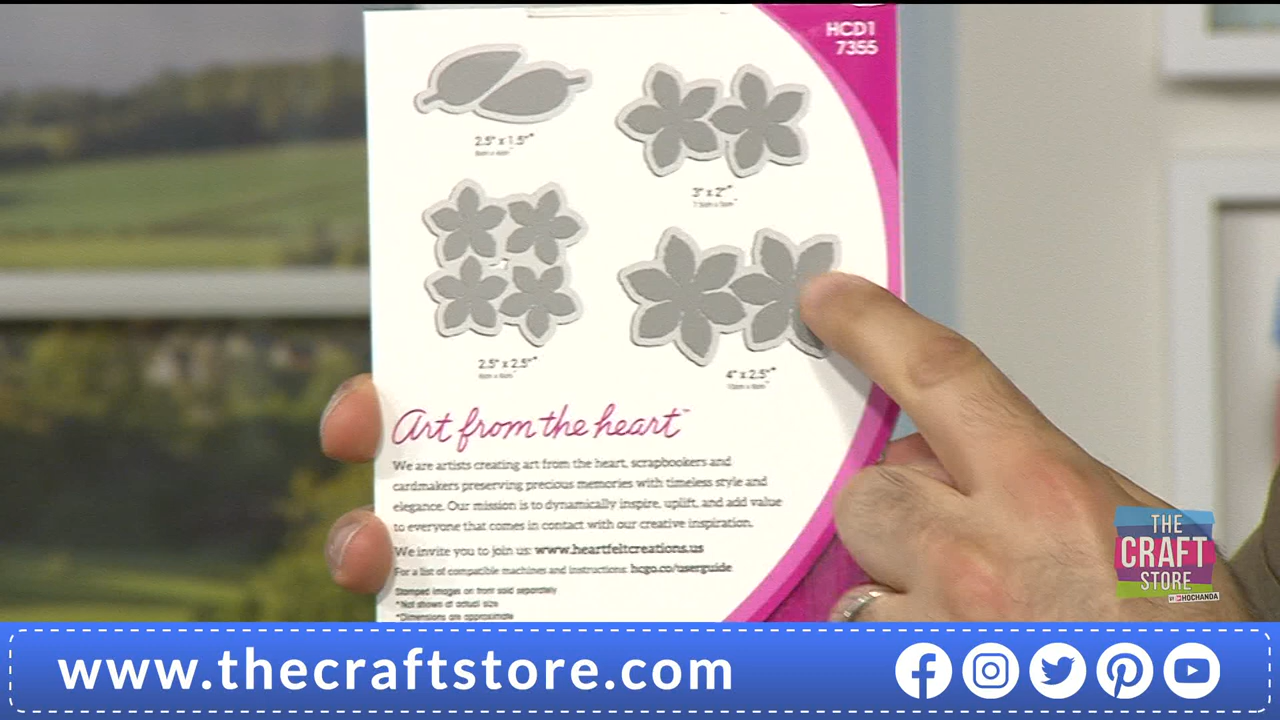 HCD1
7355
2.5" x 1.5"*
3" x 2"*
2.5" x 2.5"*
4" x 2.5"*
Art from the heart™
We are artists creating art from the heart, scrapbookers and
cardmakers preserving precious memories with timeless style and
elegance. Our mission is to dynamically inspire, uplift, and add value
to everyone that comes in contact with our creative inspiration.
We invite you to join us: www.heartfeltcreations.us
For a list of compatible machines and instructions: hcgo.co/userguide
Stamped images on front sold separately
*Not shown at actual size
*Dimensions are approximate
THE
CRAFT
STORE
BY HOCHANDA
www.thecraftstore.com